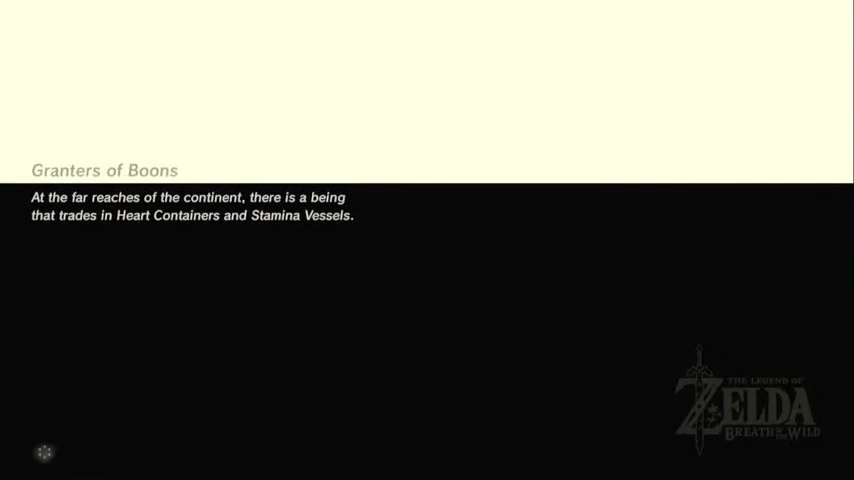 Granters of Boons
At the far reaches of the continent, there is a being
that trades in Heart Containers and Stamina Vessels.
THE LEGEND OF
ZELDA
BREATH OF THE WILD